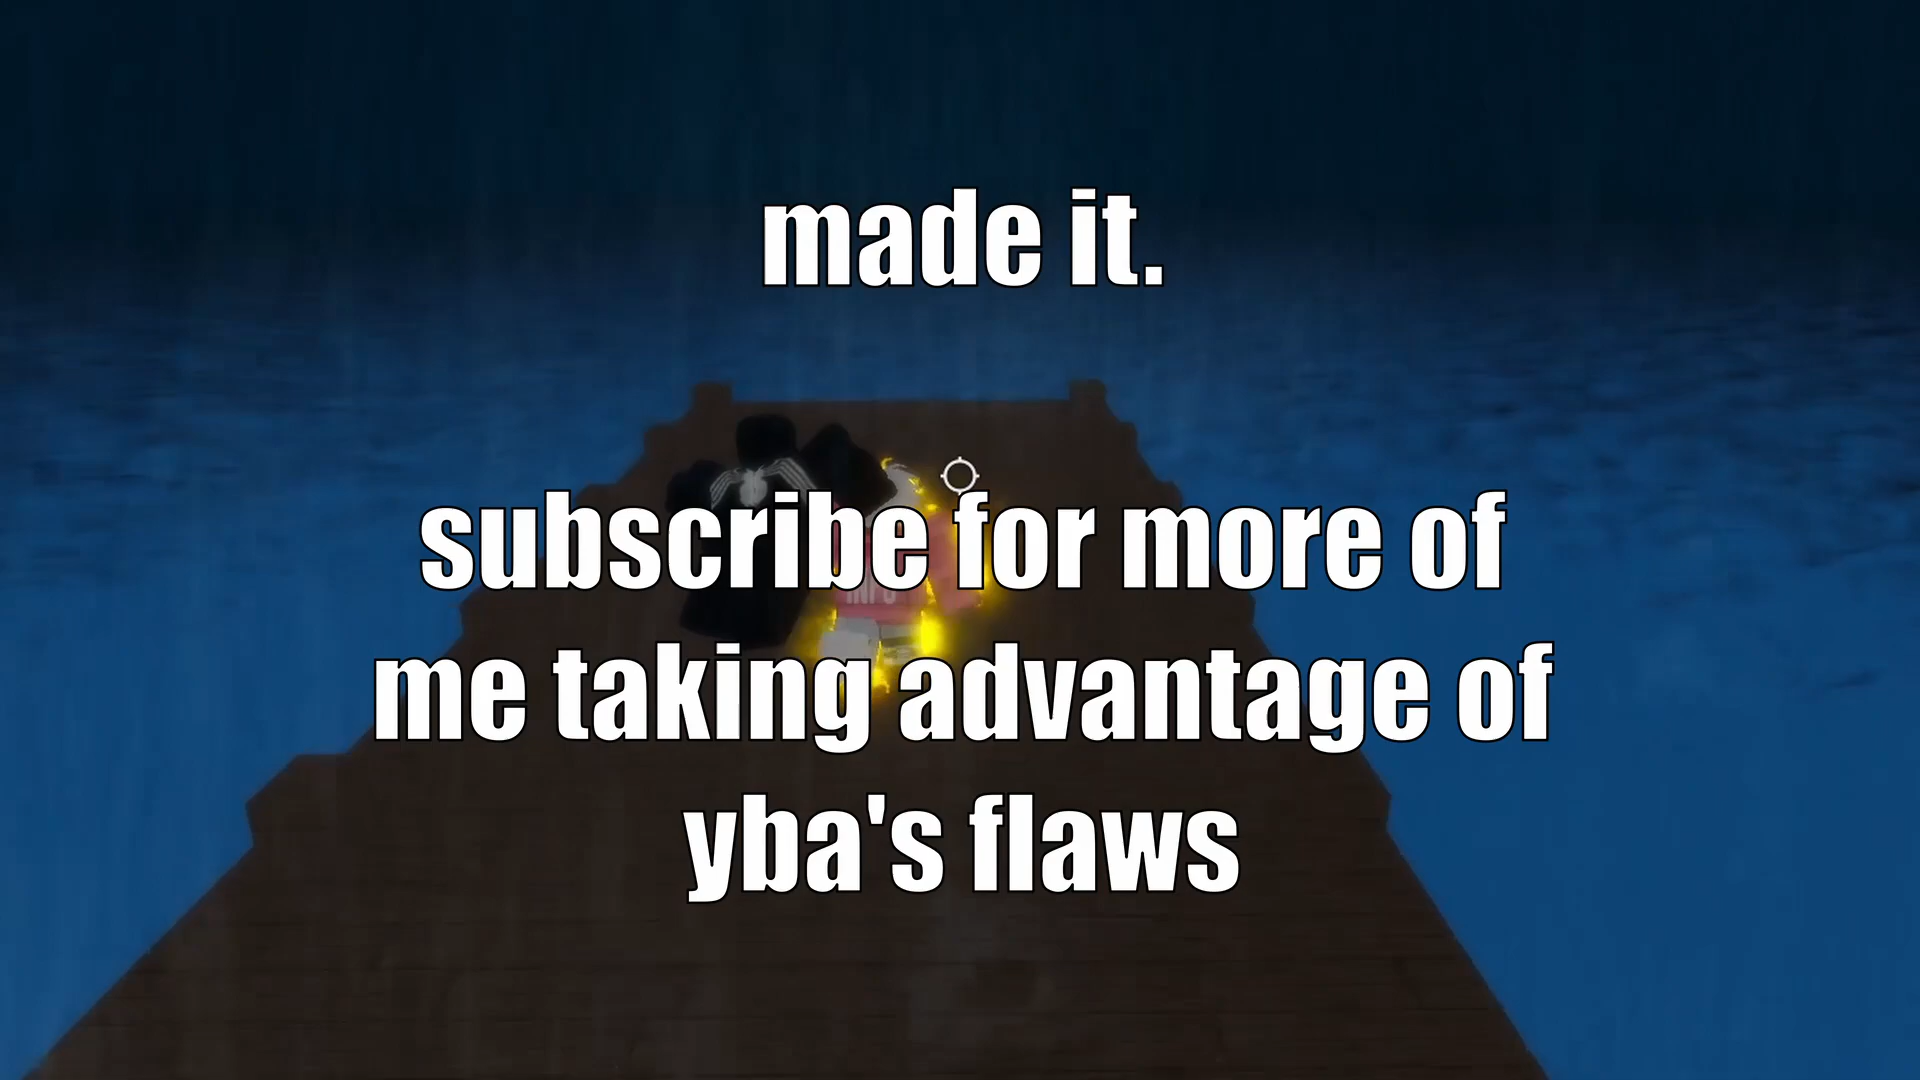 made it.
subscribe for more of
me taking advantage of
yba's flaws